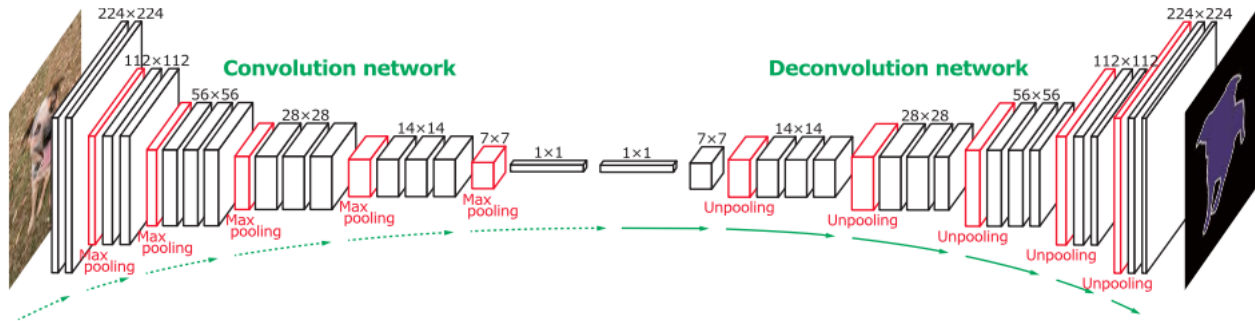 224×224
112×112
Convolution network
56×56
28×28
14×14
7×7
1×1
1×1
Deconvolution network
7×7
14×14
28×28
56×56
112×112
224×224
Max
pooling
Max
pooling
Max
pooling
Max
pooling
Max
pooling
Unpooling
Unpooling
Unpooling
Unpooling
Unpooling